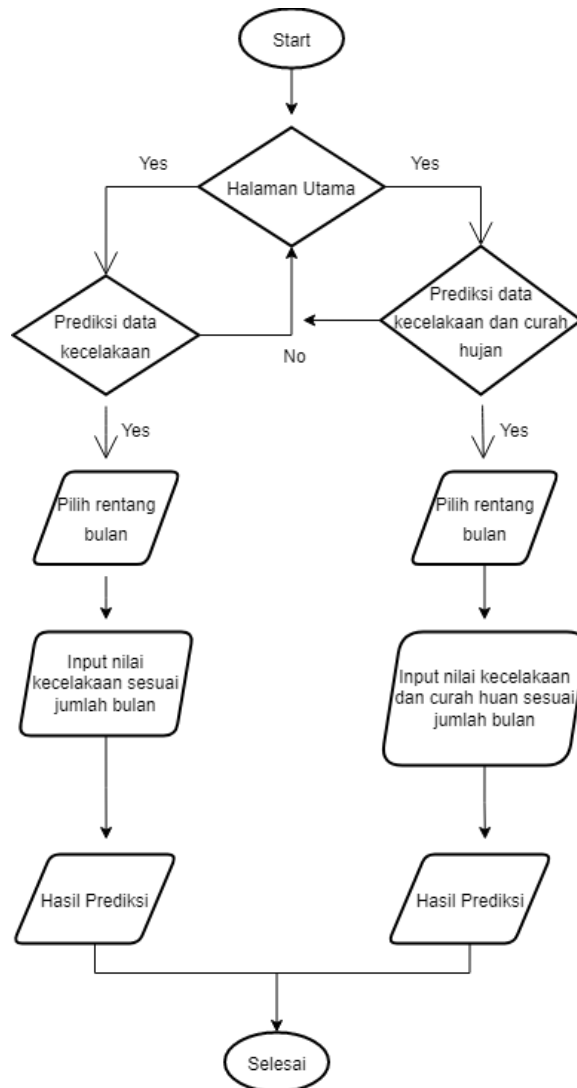 Start
Yes
Yes
Halaman Utama
Prediksi data
kecelakaan
Prediksi data
kecelakaan dan curah
hujan
No
Yes
Yes
Pilih rentang
bulan
Pilih rentang
bulan
Input nilai
kecelakaan sesuai
jumlah bulan
Input nilai kecelakaan
dan curah huan sesuai
jumlah bulan
Hasil Prediksi
Hasil Prediksi
Selesai